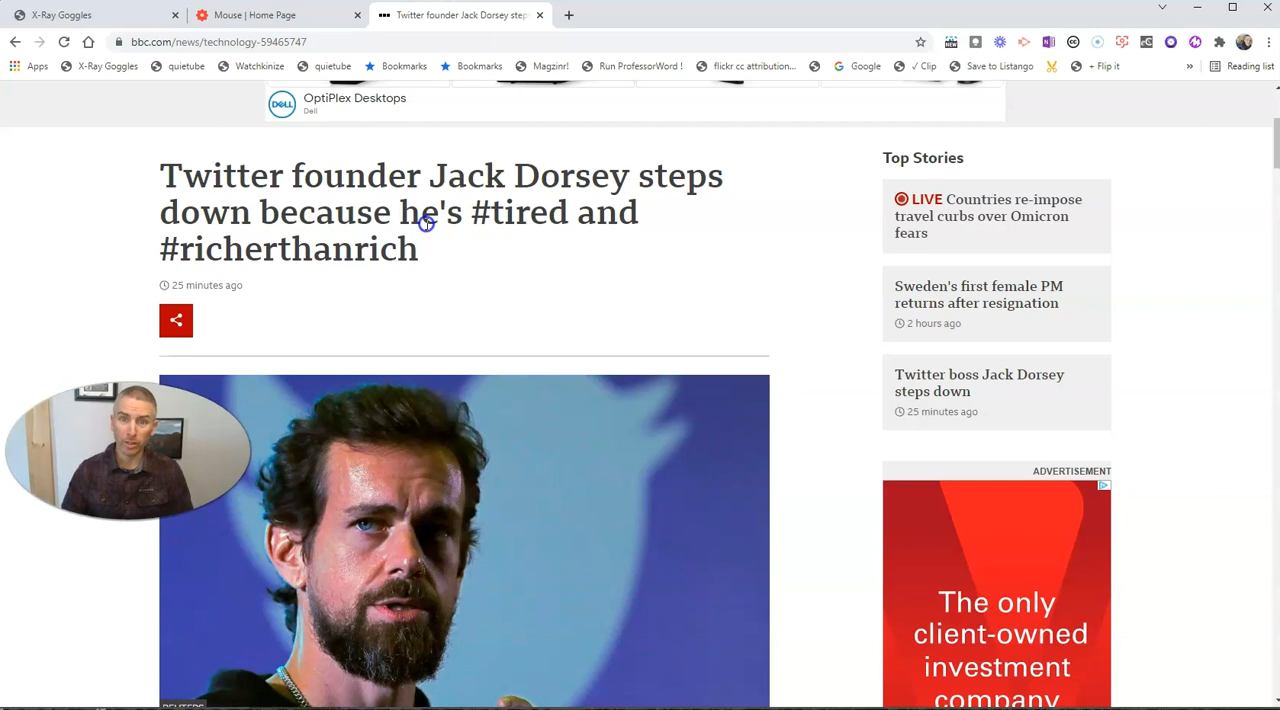 X-Ray Goggles
Mouse | Home Page
Twitter founder Jack Dorsey step
bbc.com/news/technology-59465747
Apps
X-Ray Goggles
quietube
Watchkinize
quietube
Bookmarks
Bookmarks
Magzinr!
Run ProfessorWord !
flickr cc attribution...
Google
✓ Clip
Save to Listango
+ Flip it
»
Reading list
DELL
OptiPlex Desktops
Dell
Twitter founder Jack Dorsey steps
down because he's #tired and
#richerthanrich
25 minutes ago
Top Stories
LIVE Countries re-impose
travel curbs over Omicron
fears
Sweden's first female PM
returns after resignation
2 hours ago
Twitter boss Jack Dorsey
steps down
25 minutes ago
ADVERTISEMENT
The only
client-owned
investment
company
REUTERS